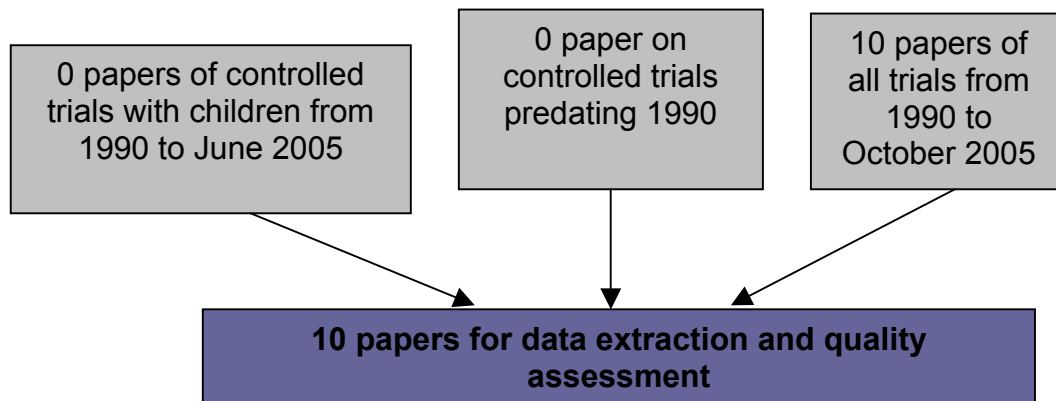 0 papers of controlled
trials with children from
1990 to June 2005
0 paper on
controlled trials
predating 1990
10 papers of
all trials from
1990 to
October 2005
10 papers for data extraction and quality
assessment